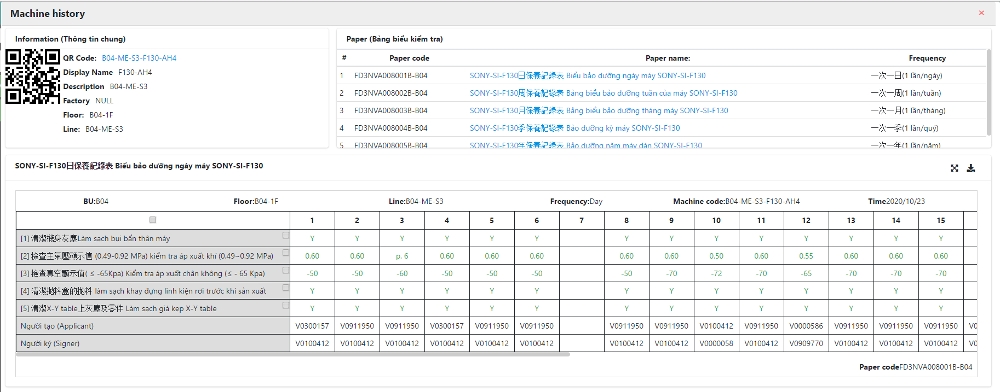 Machine history
×
Information (Thông tin chung)
QR Code: B04-ME-S3-F130-AH4
Display Name F130-AH4
Description B04-ME-S3
Factory NULL
Floor: B04-1F
Line: B04-ME-S3
Paper (Bảng biểu kiểm tra)
# Paper code Paper name: Frequency
1 FD3NVA008001B-B04 SONY-SI-F130日保養記錄表 Biểu bảo dưỡng ngày máy SONY-SI-F130 一次一日(1 lần/ngày)
2 FD3NVA008002B-B04 SONY-SI-F130周保養記錄表 Bảng biểu bảo dưỡng tuần của máy SONY-SI-F130 一次一周(1 lần/tuần)
3 FD3NVA008003B-B04 SONY-SI-F130月保養記錄表 Bảng biểu bảo dưỡng tháng máy SONY-SI-F130 一次一月(1 lần/tháng)
4 FD3NVA008004B-B04 SONY-SI-F130季保養記錄表 Bảo dưỡng kỳ máy SONY-SI-F130 一次一季(1 lần/quý)
5 FD3NVA008005B-B04 SONY-SI-F130年保養記錄表 Bảo dưỡng năm máy dán SONY-SI-F130 一次一年(1 lần/năm)
SONY-SI-F130日保養記錄表 Biểu bảo dưỡng ngày máy SONY-SI-F130
BU:B04 Floor:B04-1F Line:B04-ME-S3 Frequency:Day Machine code:B04-ME-S3-F130-AH4 Time2020/10/23
1 2 3 4 5 6 7 8 9 10 11 12 13 14 15
[1] 清潔機身灰塵Làm sạch bụi bẩn thân máy Y Y Y Y Y Y Y Y Y Y Y Y Y Y
[2] 檢查主氣壓顯示值 (0.49-0.92 MPa) kiểm tra áp xuất khí (0.49~0.92 MPa) 0.60 0.60 p. 6 0.60 0.60 0.60 0.60 0.60 0.50 0.60 0.55 0.60 0.60 0.60
[3] 檢查真空顯示值( ≤ -65Kpa) Kiểm tra áp xuất chân không (≤ - 65 Kpa) -50 -50 -60 -50 -50 -50 -50 -70 -72 -70 -65 -70 -70 -70
[4] 清潔拋料盒的拋料 làm sạch khay đựng linh kiện rơi trước khi sản xuất Y Y Y Y Y Y Y Y Y Y Y Y Y Y
[5] 清潔X-Y table上灰塵及零件 Làm sạch giá kẹp X-Y table Y Y Y Y Y Y Y Y Y Y Y Y Y Y
Người tạo (Applicant) V0300157 V0911950 V0911950 V0300157 V0911950 V0911950 V0911950 V0911950 V0100412 V0911950 V0000586 V0911950 V0911950 V0911950 V0
Người ký (Signer) V0100412 V0100412 V0100412 V0100412 V0100412 V0100412 V0100412 V0100412 V0000058 V0100412 V0909770 V0100412 V0100412 V0100412 V0
Paper codeFD3NVA008001B-B04